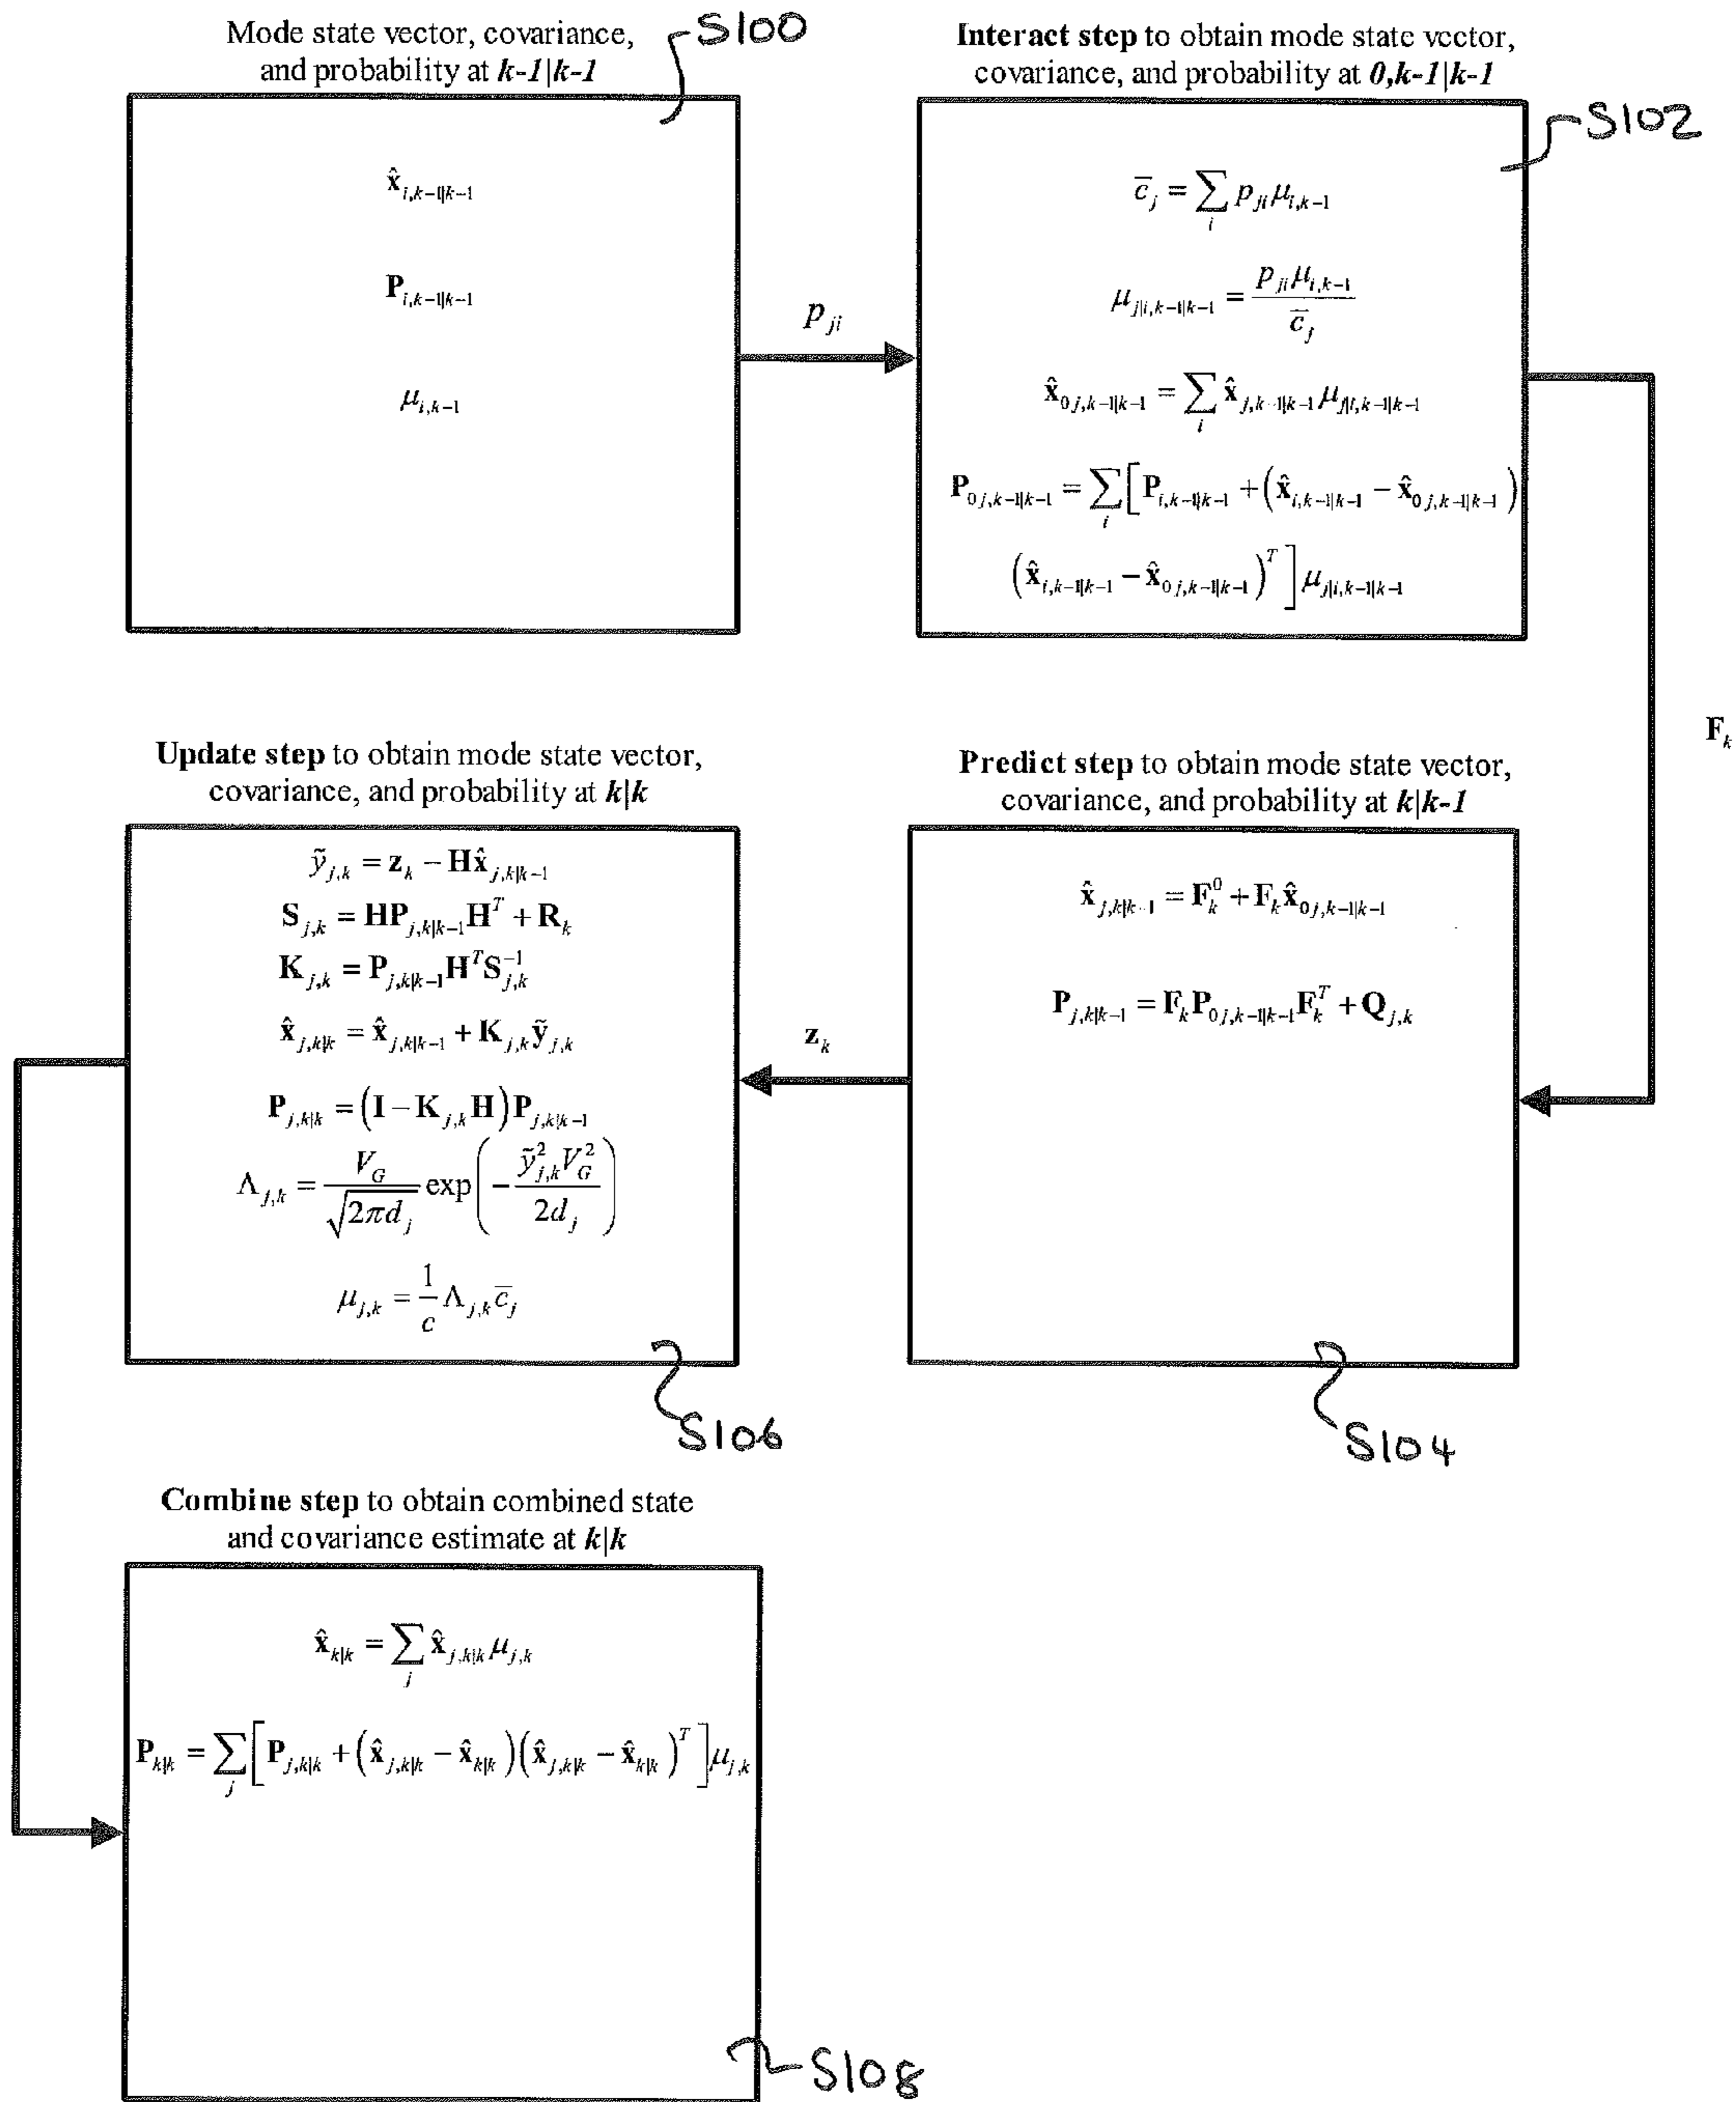 Mode state vector, covariance,
and probability at k-1|k-1
S100
x̂_{i,k-1|k-1}
P_{i,k-1|k-1}
μ_{i,k-1}
p_{ji}
Interact step to obtain mode state vector,
covariance, and probability at 0,k-1|k-1
S102
c̄_j = ∑_i p_{ji} μ_{i,k-1}
μ_{j|i,k-1|k-1} = p_{ji} μ_{i,k-1} / c̄_j
x̂_{0j,k-1|k-1} = ∑_i x̂_{j,k-1|k-1} μ_{j|i,k-1|k-1}
P_{0j,k-1|k-1} = ∑_i [ P_{i,k-1|k-1} + ( x̂_{i,k-1|k-1} − x̂_{0j,k-1|k-1} )
( x̂_{i,k-1|k-1} − x̂_{0j,k-1|k-1} )^T ] μ_{j|i,k-1|k-1}
F_k
Predict step to obtain mode state vector,
covariance, and probability at k|k-1
x̂_{j,k|k-1} = F_k^0 + F_k x̂_{0j,k-1|k-1}
P_{j,k|k-1} = F_k P_{0j,k-1|k-1} F_k^T + Q_{j,k}
S104
z_k
Update step to obtain mode state vector,
covariance, and probability at k|k
ỹ_{j,k} = z_k − H x̂_{j,k|k-1}
S_{j,k} = H P_{j,k|k-1} H^T + R_k
K_{j,k} = P_{j,k|k-1} H^T S_{j,k}^{-1}
x̂_{j,k|k} = x̂_{j,k|k-1} + K_{j,k} ỹ_{j,k}
P_{j,k|k} = ( I − K_{j,k} H ) P_{j,k|k-1}
Λ_{j,k} = V_G / √(2πd_j) exp( − ỹ_{j,k}^2 V_G^2 / 2d_j )
μ_{j,k} = 1/c Λ_{j,k} c̄_j
S106
Combine step to obtain combined state
and covariance estimate at k|k
x̂_{k|k} = ∑_j x̂_{j,k|k} μ_{j,k}
P_{k|k} = ∑_j [ P_{j,k|k} + ( x̂_{j,k|k} − x̂_{k|k} )( x̂_{j,k|k} − x̂_{k|k} )^T ] μ_{j,k}
S108